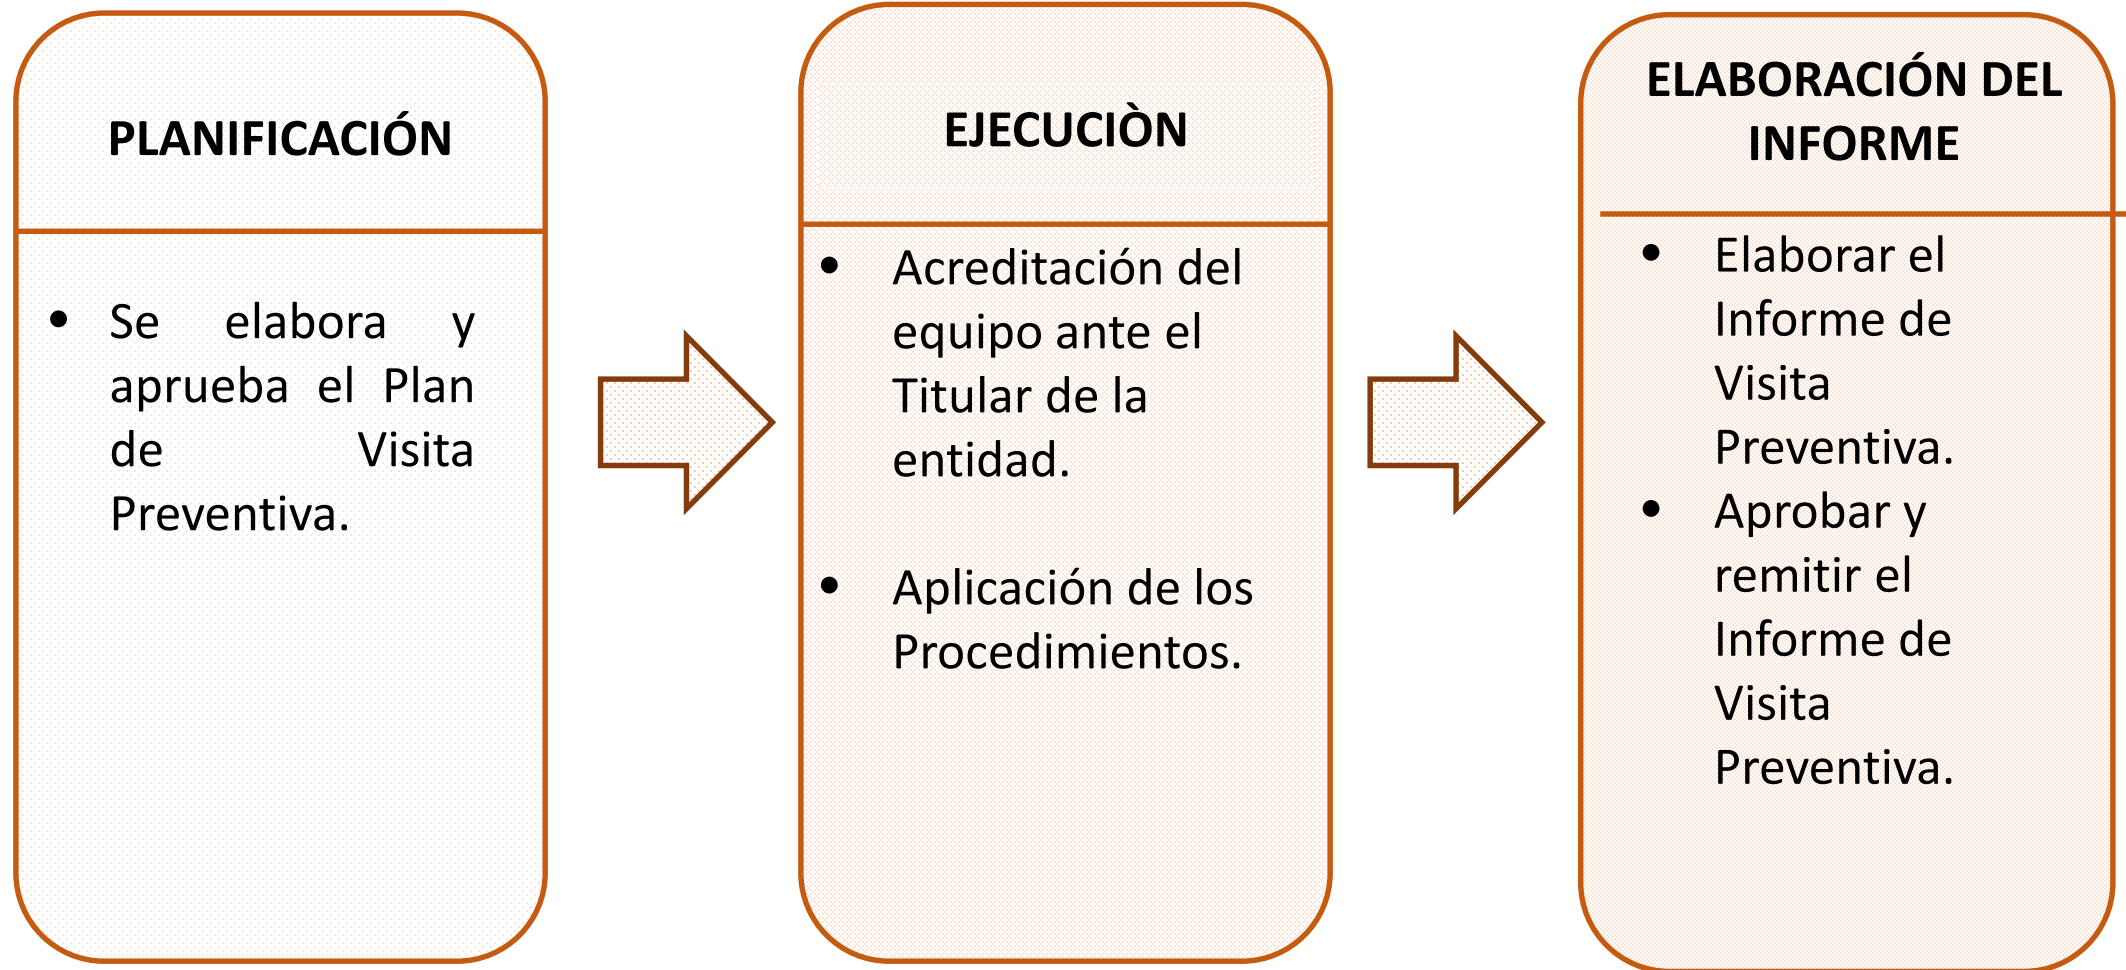 PLANIFICACIÓN
• Se elabora y
aprueba el Plan
de Visita
Preventiva.
EJECUCIÒN
• Acreditación del
equipo ante el
Titular de la
entidad.
• Aplicación de los
Procedimientos.
ELABORACIÓN DEL
INFORME
• Elaborar el
Informe de
Visita
Preventiva.
• Aprobar y
remitir el
Informe de
Visita
Preventiva.